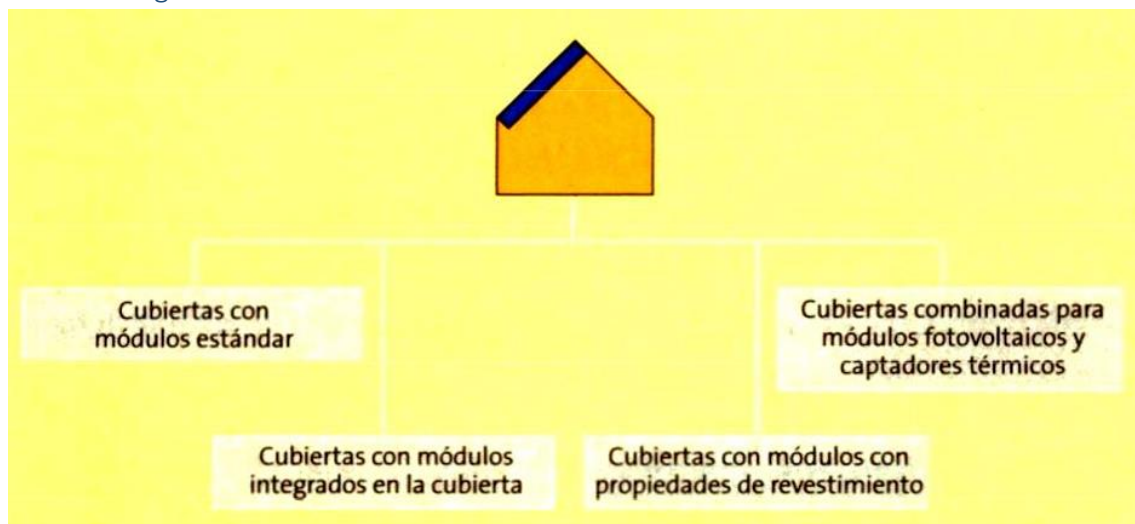 Cubiertas con
módulos estándar
Cubiertas con módulos
integrados en la cubierta
Cubiertas con módulos con
propiedades de revestimiento
Cubiertas combinadas para
módulos fotovoltaicos y
captadores térmicos